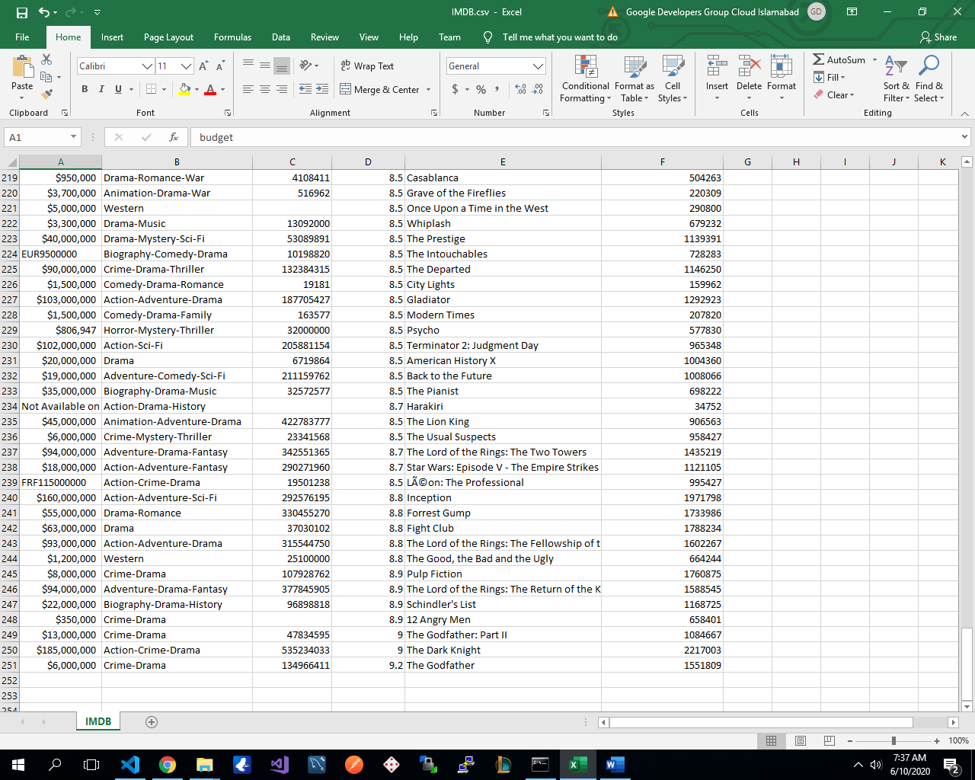 IMDB.csv - Excel
Google Developers Group Cloud Islamabad
GD
File Home Insert Page Layout Formulas Data Review View Help Team Tell me what you want to do Share
Paste
Clipboard
Calibri 11
B I U
Font
Wrap Text
Merge & Center
Alignment
General
$ % ,
Number
Conditional Formatting
Format as Table
Cell Styles
Styles
Insert Delete Format
Cells
AutoSum
Fill
Clear
Sort & Filter
Find & Select
Editing
A1 fx budget
A B C D E F G H I J K
219 $950,000 Drama-Romance-War 4108411 8.5 Casablanca 504263
220 $3,700,000 Animation-Drama-War 516962 8.5 Grave of the Fireflies 220309
221 $5,000,000 Western 8.5 Once Upon a Time in the West 290800
222 $3,300,000 Drama-Music 13092000 8.5 Whiplash 679232
223 $40,000,000 Drama-Mystery-Sci-Fi 53089891 8.5 The Prestige 1139391
224 EUR9500000 Biography-Comedy-Drama 10198820 8.5 The Intouchables 728283
225 $90,000,000 Crime-Drama-Thriller 132384315 8.5 The Departed 1146250
226 $1,500,000 Comedy-Drama-Romance 19181 8.5 City Lights 159962
227 $103,000,000 Action-Adventure-Drama 187705427 8.5 Gladiator 1292923
228 $1,500,000 Comedy-Drama-Family 163577 8.5 Modern Times 207820
229 $806,947 Horror-Mystery-Thriller 32000000 8.5 Psycho 577830
230 $102,000,000 Action-Sci-Fi 205881154 8.5 Terminator 2: Judgment Day 965348
231 $20,000,000 Drama 6719864 8.5 American History X 1004360
232 $19,000,000 Adventure-Comedy-Sci-Fi 211159762 8.5 Back to the Future 1008066
233 $35,000,000 Biography-Drama-Music 32572577 8.5 The Pianist 698222
234 Not Available on Action-Drama-History 8.7 Harakiri 34752
235 $45,000,000 Animation-Adventure-Drama 422783777 8.5 The Lion King 906563
236 $6,000,000 Crime-Mystery-Thriller 23341568 8.5 The Usual Suspects 958427
237 $94,000,000 Adventure-Drama-Fantasy 342551365 8.7 The Lord of the Rings: The Two Towers 1435219
238 $18,000,000 Action-Adventure-Fantasy 290271960 8.7 Star Wars: Episode V - The Empire Strikes 1121105
239 FRF115000000 Action-Crime-Drama 19501238 8.5 LÃ©on: The Professional 995427
240 $160,000,000 Action-Adventure-Sci-Fi 292576195 8.8 Inception 1971798
241 $55,000,000 Drama-Romance 330455270 8.8 Forrest Gump 1733986
242 $63,000,000 Drama 37030102 8.8 Fight Club 1788234
243 $93,000,000 Action-Adventure-Drama 315544750 8.8 The Lord of the Rings: The Fellowship of t 1602267
244 $1,200,000 Western 25100000 8.8 The Good, the Bad and the Ugly 664244
245 $8,000,000 Crime-Drama 107928762 8.9 Pulp Fiction 1760875
246 $94,000,000 Adventure-Drama-Fantasy 377845905 8.9 The Lord of the Rings: The Return of the K 1588545
247 $22,000,000 Biography-Drama-History 96898818 8.9 Schindler's List 1168725
248 $350,000 Crime-Drama 8.9 12 Angry Men 658401
249 $13,000,000 Crime-Drama 47834595 9 The Godfather: Part II 1084667
250 $185,000,000 Action-Crime-Drama 535234033 9 The Dark Knight 2217003
251 $6,000,000 Crime-Drama 134966411 9.2 The Godfather 1551809
252
253
254
IMDB
100%
7:37 AM
6/10/2020
2